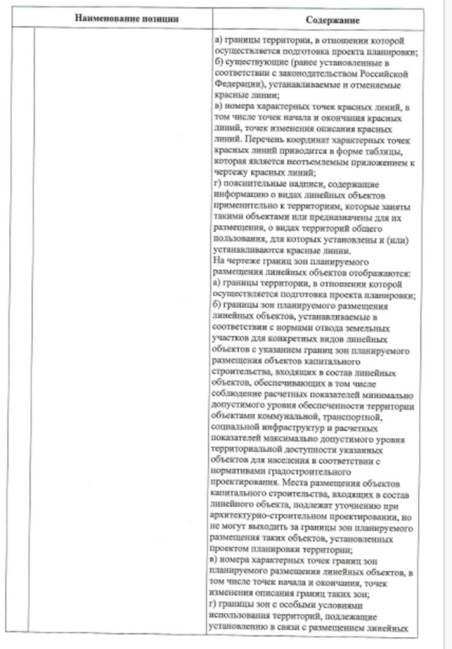 Наименование позиции
Содержание
а) границы территории, в отношении которой
осуществляется подготовка проекта планировки;
б) существующие (ранее установленные в
соответствии с законодательством Российской
Федерации), устанавливаемые и отменяемые
красные линии;
в) номера характерных точек красных линий, в
том числе точек начала и окончания красных
линий, точек изменения описания красных
линий. Перечень координат характерных точек
красных линий приводится в форме таблицы,
которая является неотъемлемым приложением к
чертежу красных линий;
г) пояснительные надписи, содержащие
информацию о видах линейных объектов
применительно к территориям, которые заняты
такими объектами или предназначены для их
размещения, о видах территорий общего
пользования, для которых установлены и (или)
устанавливаются красные линии.
На чертеже границ зон планируемого
размещения линейных объектов отображаются:
а) границы территории, в отношении которой
осуществляется подготовка проекта планировки;
б) границы зон планируемого размещения
линейных объектов, устанавливаемые в
соответствии с нормами отвода земельных
участков для конкретных видов линейных
объектов с указанием границ зон планируемого
размещения объектов капитального
строительства, входящих в состав линейных
объектов, обеспечивающих в том числе
соблюдение расчетных показателей минимально
допустимого уровня обеспеченности территории
объектами коммунальной, транспортной,
социальной инфраструктур и расчетных
показателей максимально допустимого уровня
территориальной доступности указанных
объектов для населения в соответствии с
нормативами градостроительного
проектирования. Места размещения объектов
капитального строительства, входящих в состав
линейного объекта, подлежат уточнению при
архитектурно-строительном проектировании, но
не могут выходить за границы зон планируемого
размещения таких объектов, установленных
проектом планировки территории;
в) номера характерных точек границ зон
планируемого размещения линейных объектов, в
том числе точек начала и окончания, точек
изменения описания границ таких зон;
г) границы зон с особыми условиями
использования территорий, подлежащие
установлению в связи с размещением линейных